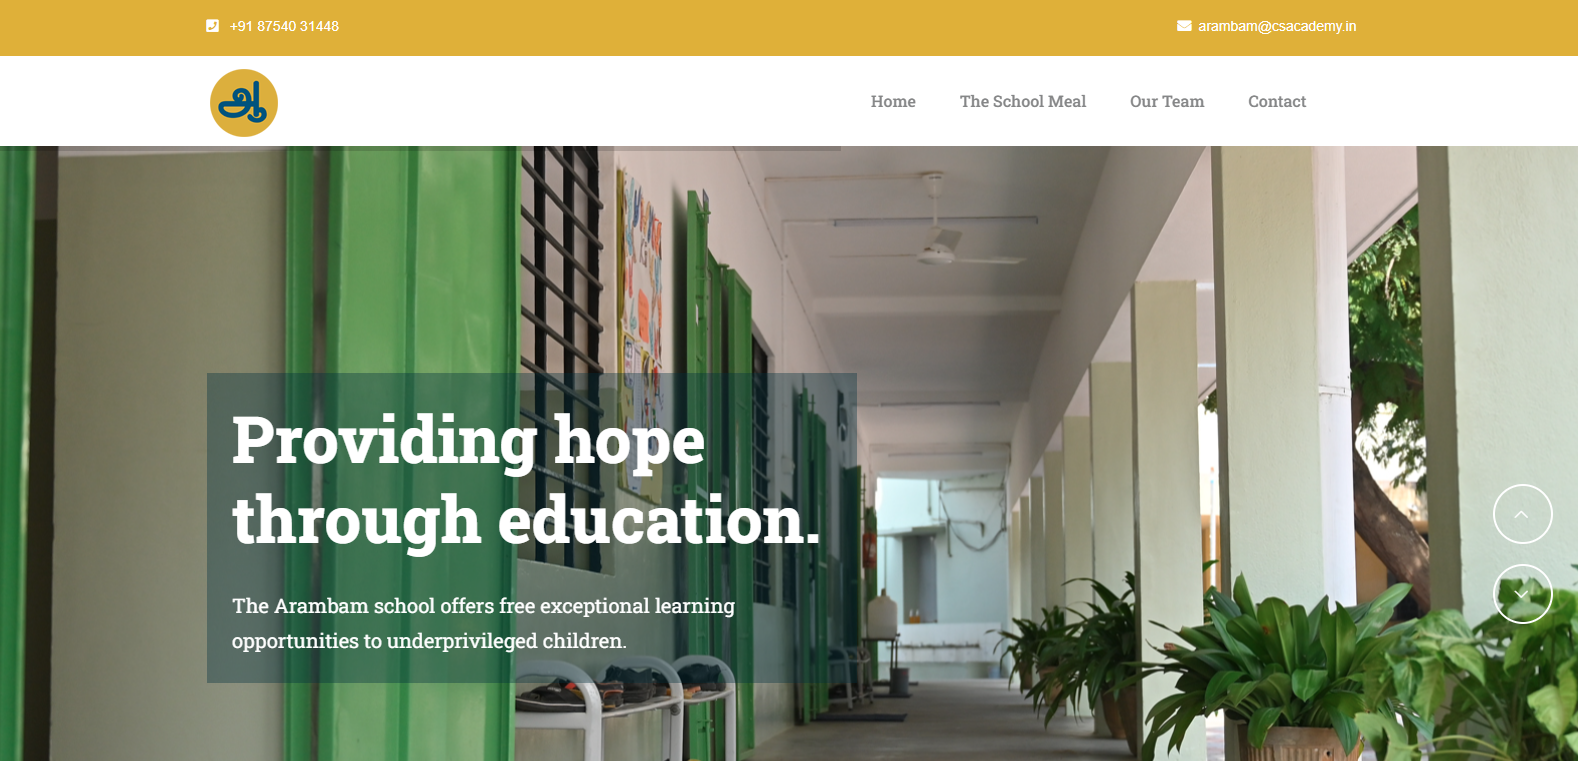 +91 87540 31448
arambam@csacademy.in
ஆ
Home
The School Meal
Our Team
Contact
Providing hope
through education.
The Arambam school offers free exceptional learning
opportunities to underprivileged children.